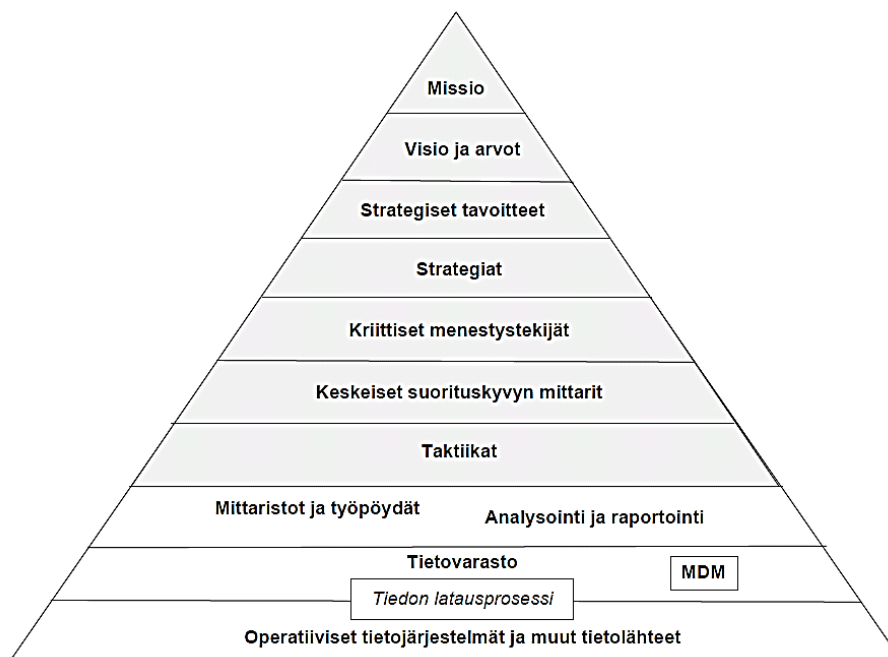 Missio
Visio ja arvot
Strategiset tavoitteet
Strategiat
Kriittiset menestystekijät
Keskeiset suorituskyvyn mittarit
Taktiikat
Mittaristot ja työpöydät
Analysointi ja raportointi
Tietovarasto
MDM
Tiedon latausprosessi
Operatiiviset tietojärjestelmät ja muut tietolähteet